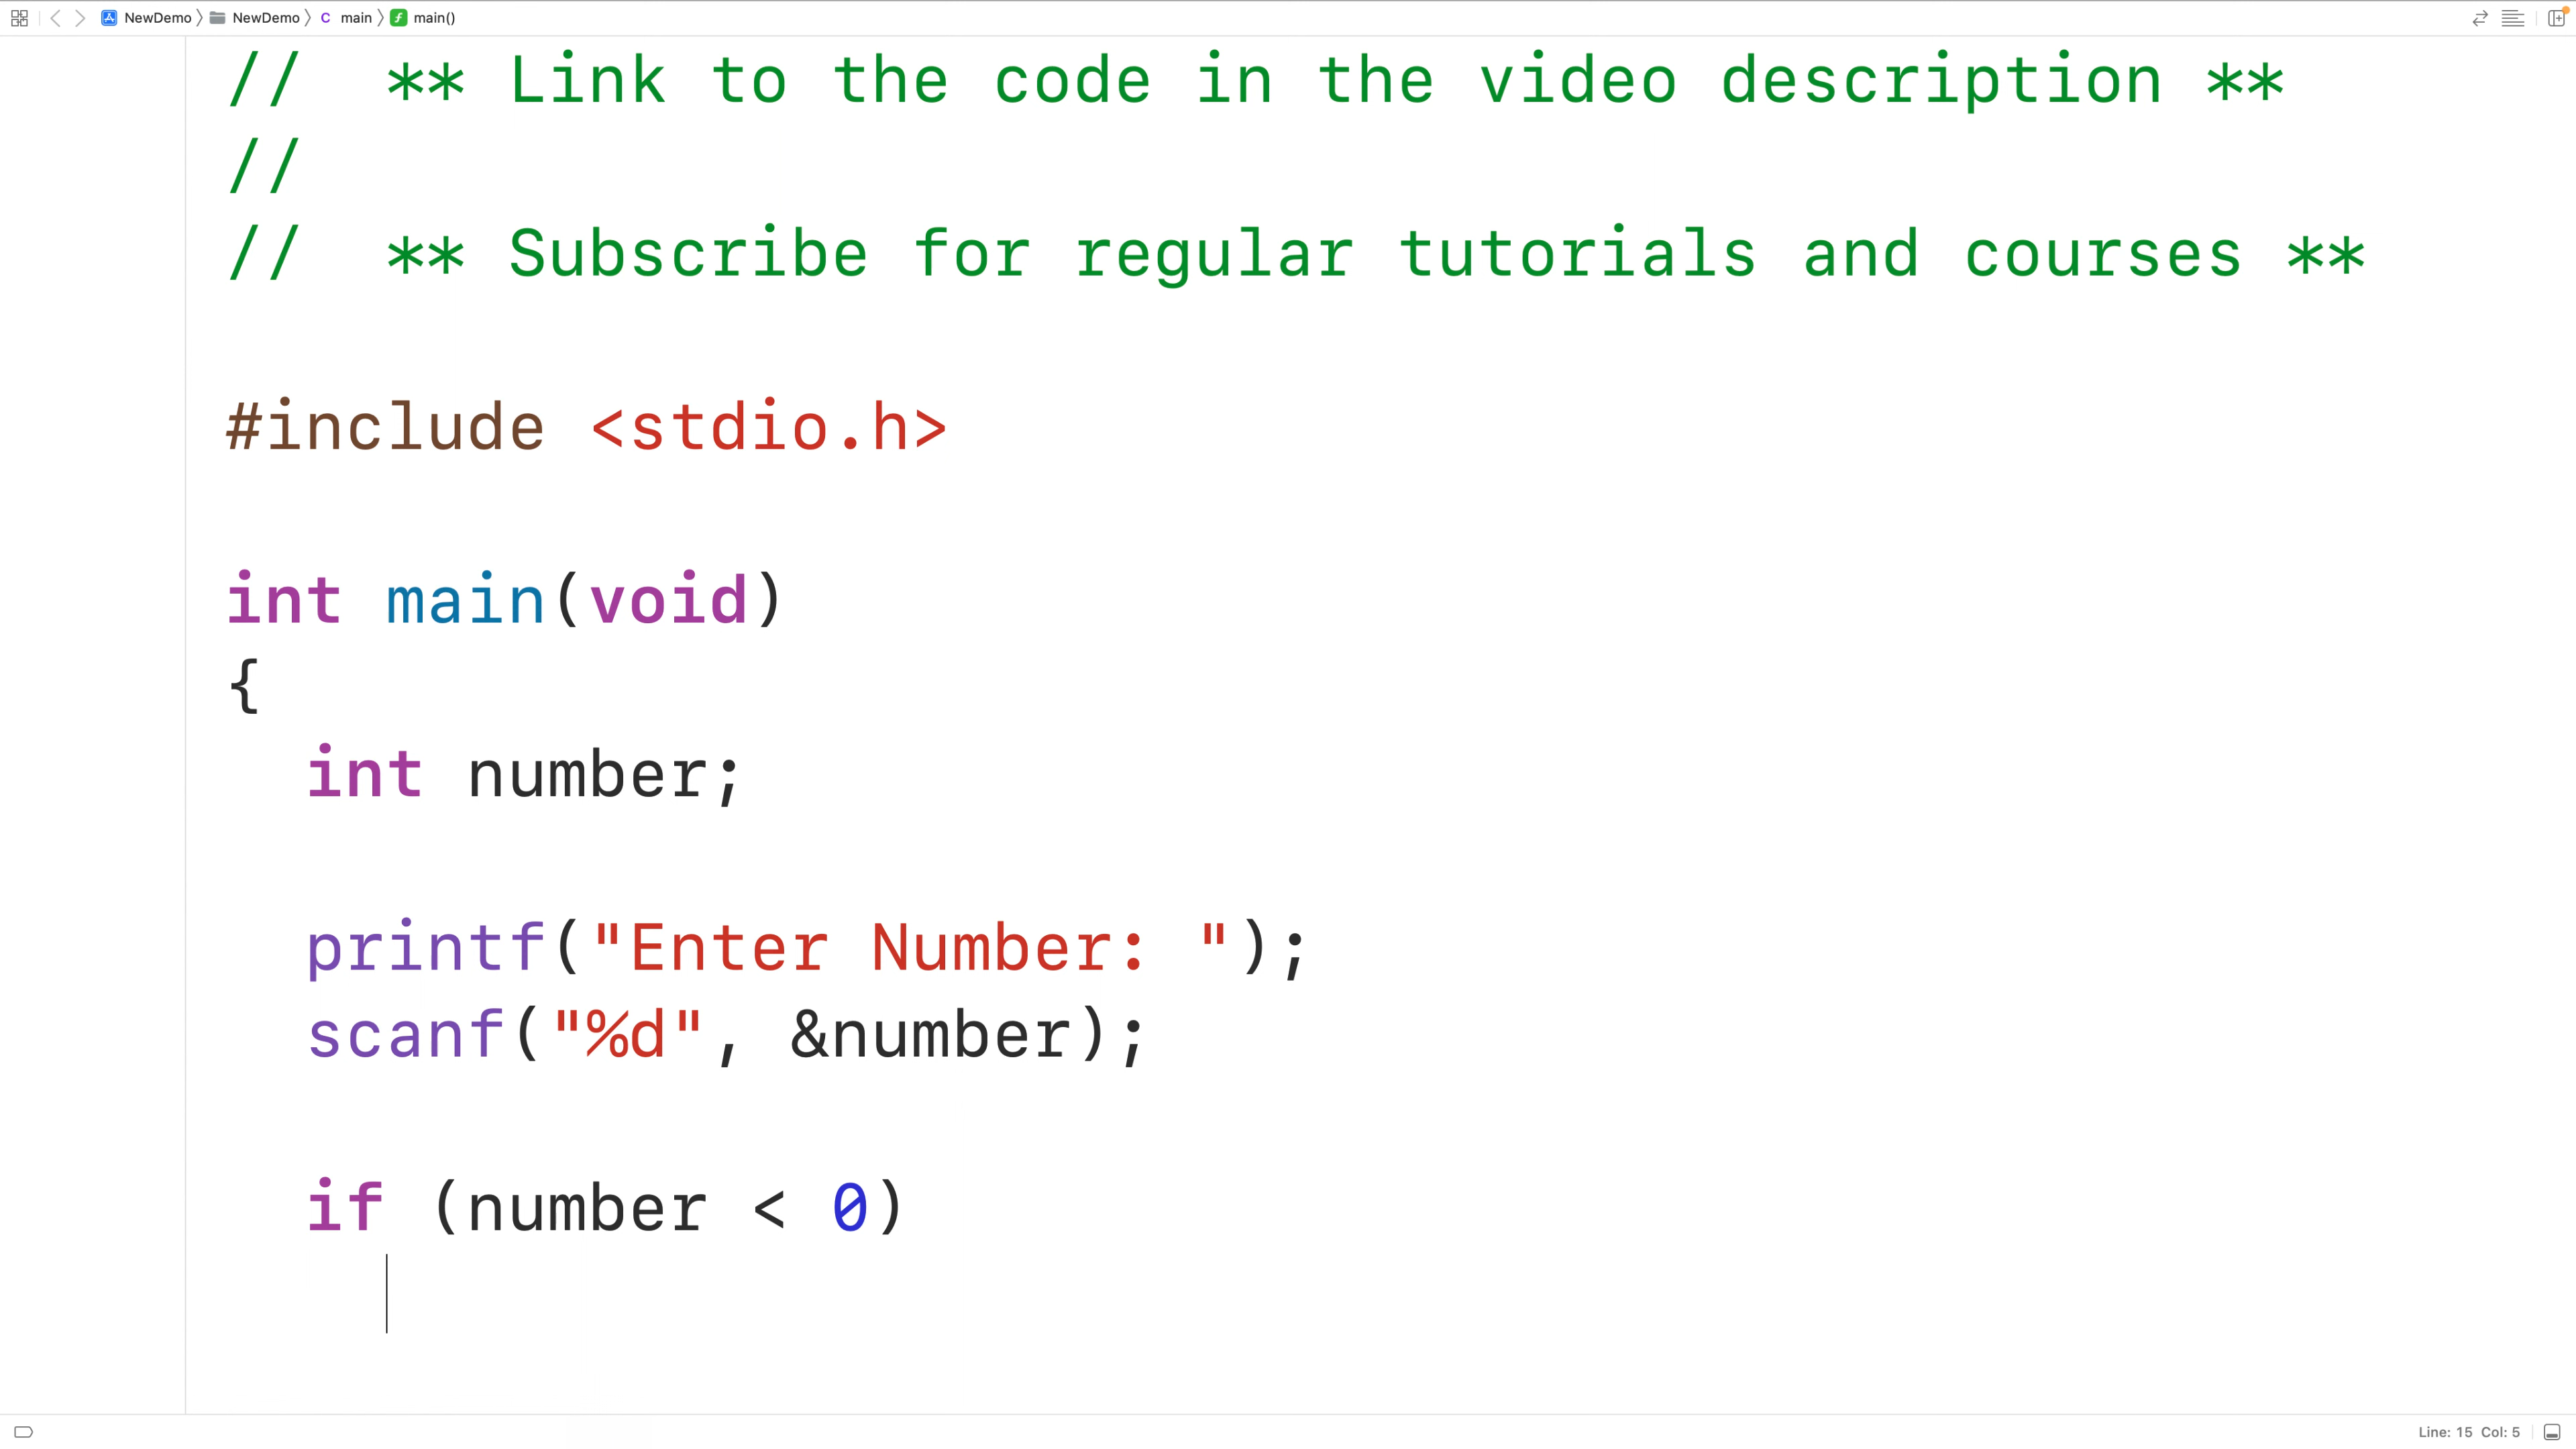 NewDemo NewDemo C main f main()
// ** Link to the code in the video description **
//
// ** Subscribe for regular tutorials and courses **
#include <stdio.h>
int main(void)
{
int number;
printf("Enter Number: ");
scanf("%d", &number);
if (number < 0)
Line: 15 Col: 5